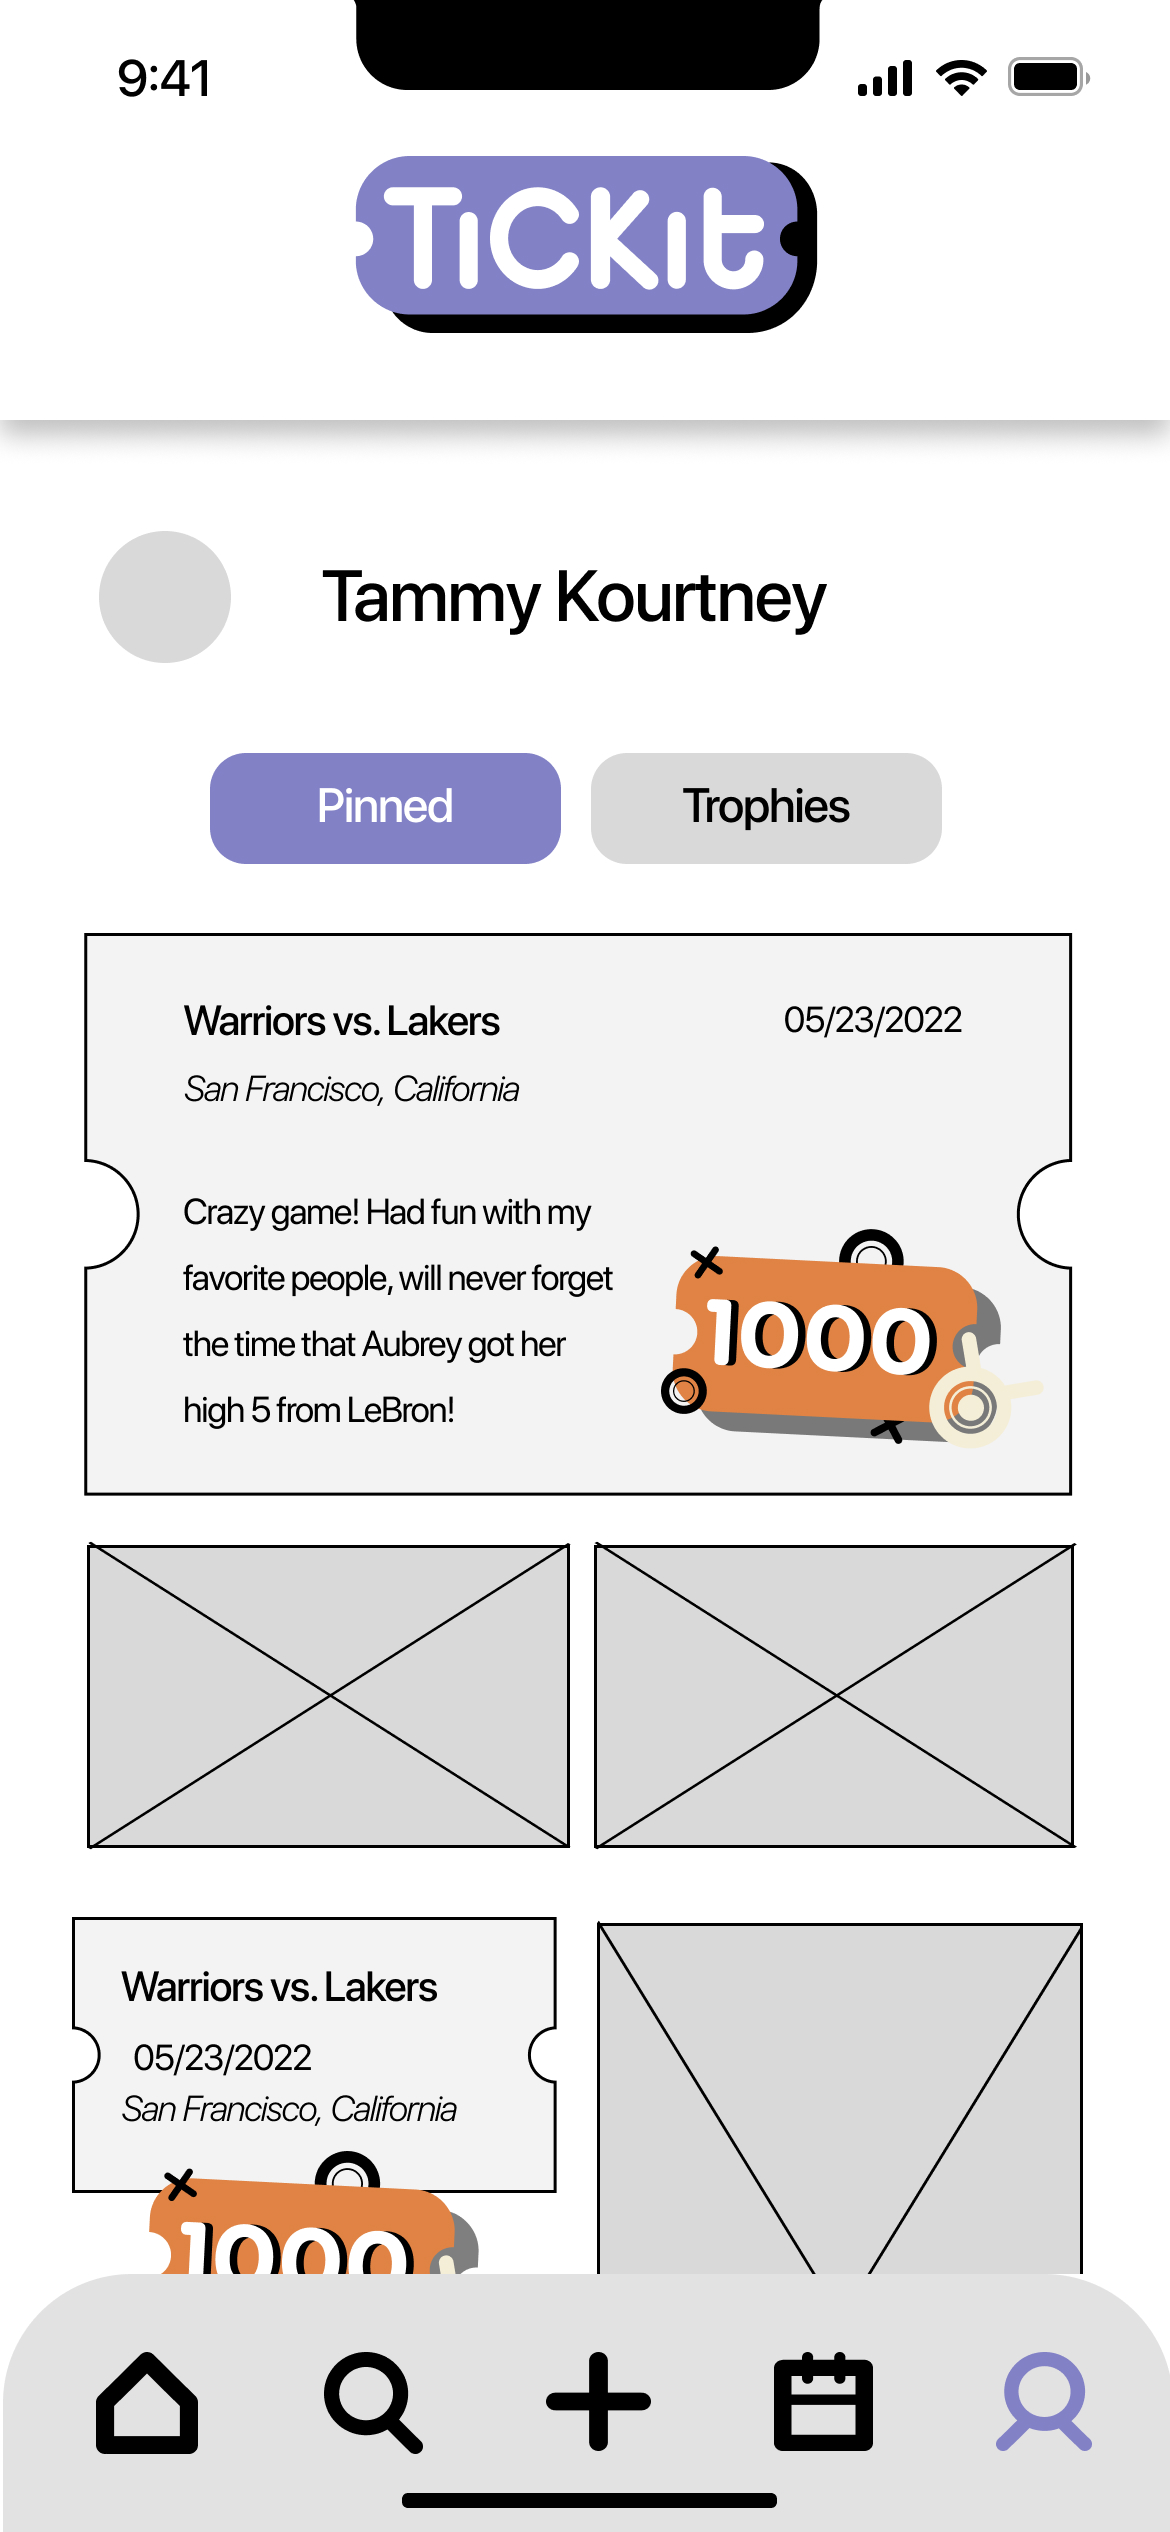 9:41
TiCKit
Tammy Kourtney
Pinned
Trophies
Warriors vs. Lakers
05/23/2022
San Francisco, California
Crazy game! Had fun with my
favorite people, will never forget
the time that Aubrey got her
high 5 from LeBron!
1000
Warriors vs. Lakers
05/23/2022
San Francisco, California
1000